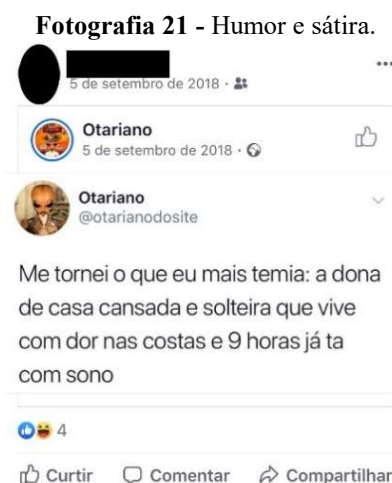 Fotografia 21 - Humor e sátira.
5 de setembro de 2018 ·
Otariano
5 de setembro de 2018 ·
Otariano
@otarianodosite
Me tornei o que eu mais temia: a dona
de casa cansada e solteira que vive
com dor nas costas e 9 horas já ta
com sono
4
Curtir Comentar Compartilhar